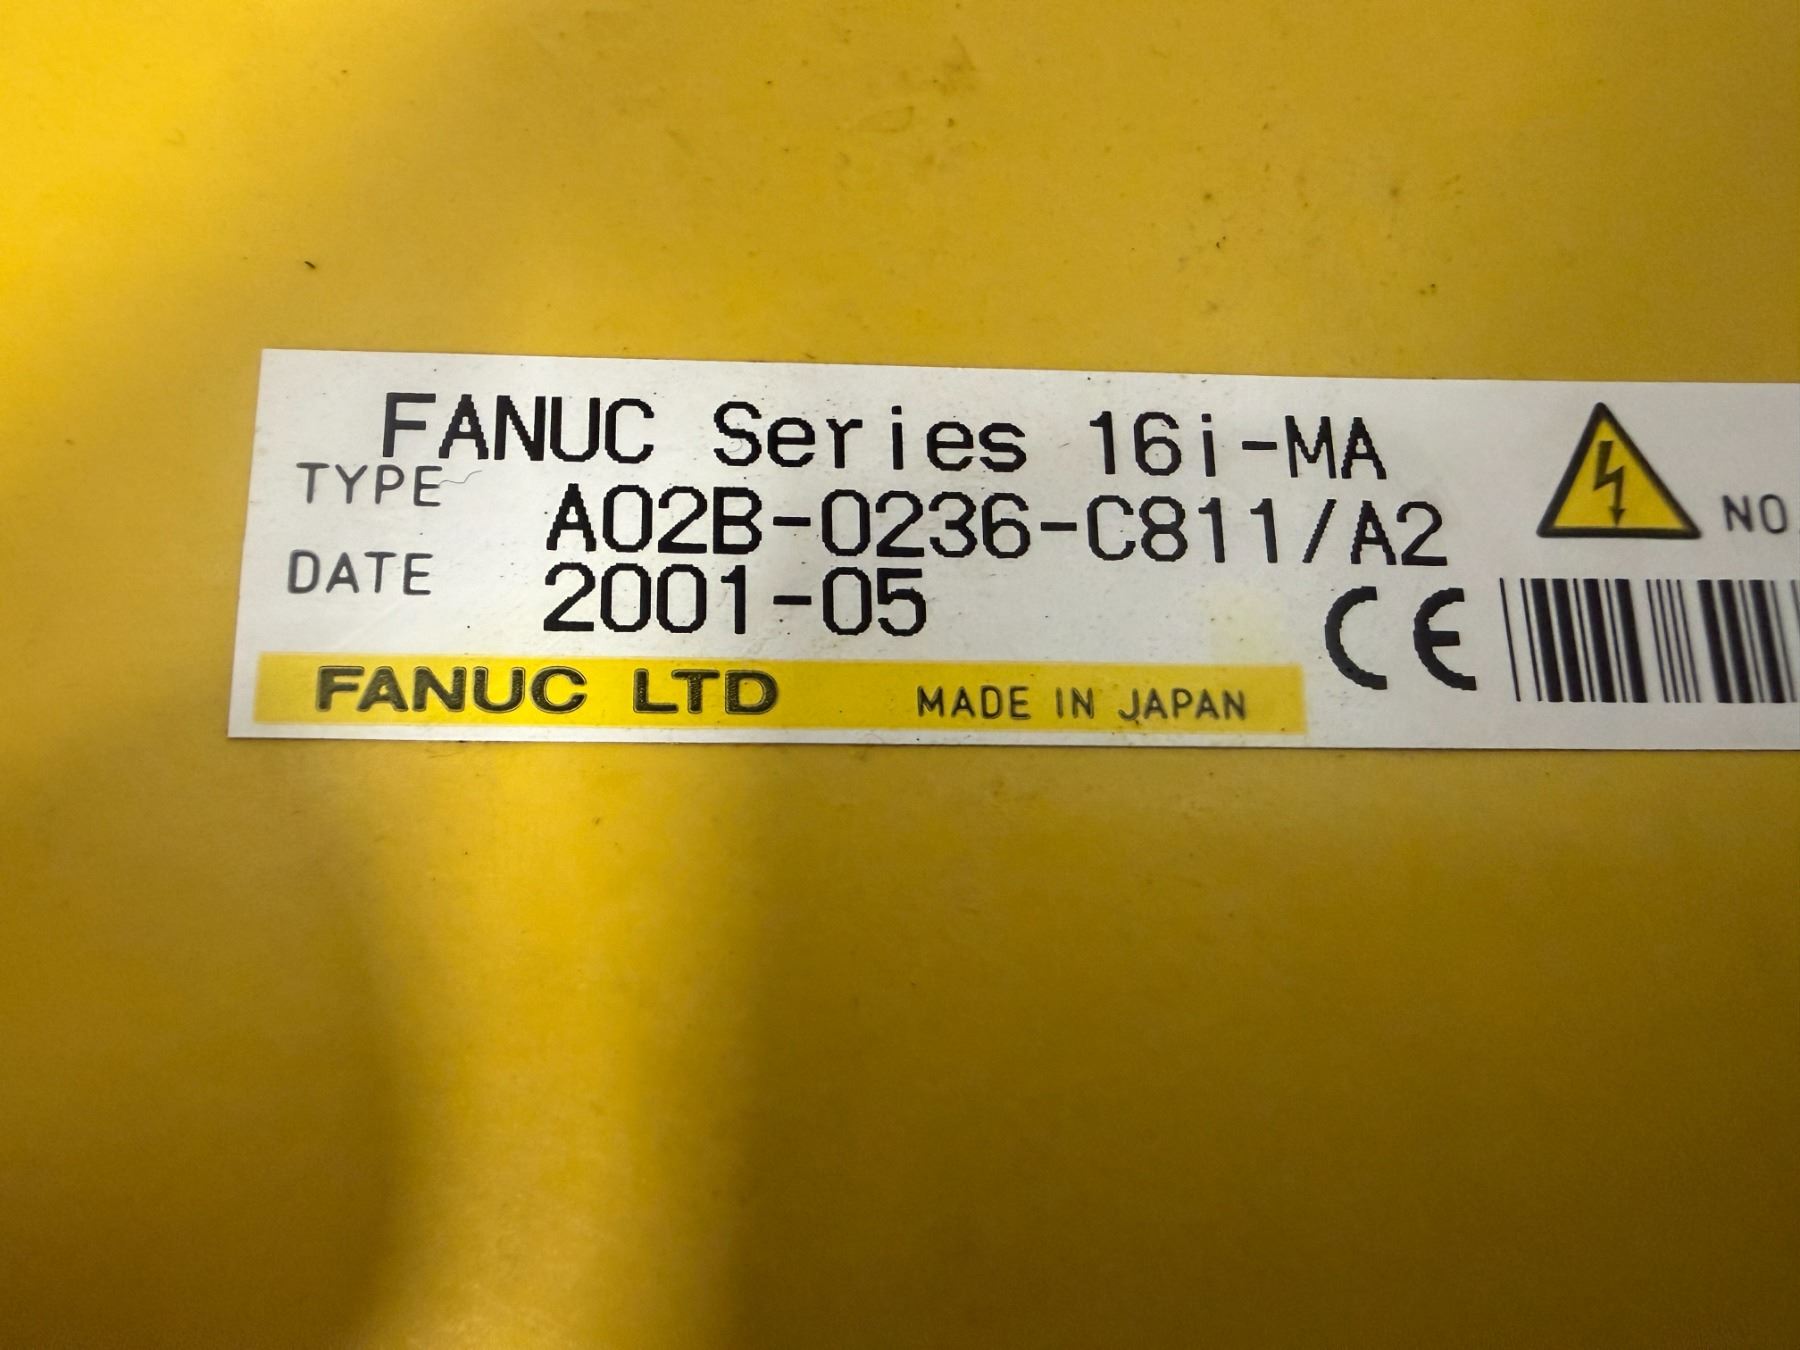 FANUC Series 16i-MA
TYPE A02B-0236-C811/A2
DATE 2001-05
NO.
CE
FANUC LTD MADE IN JAPAN